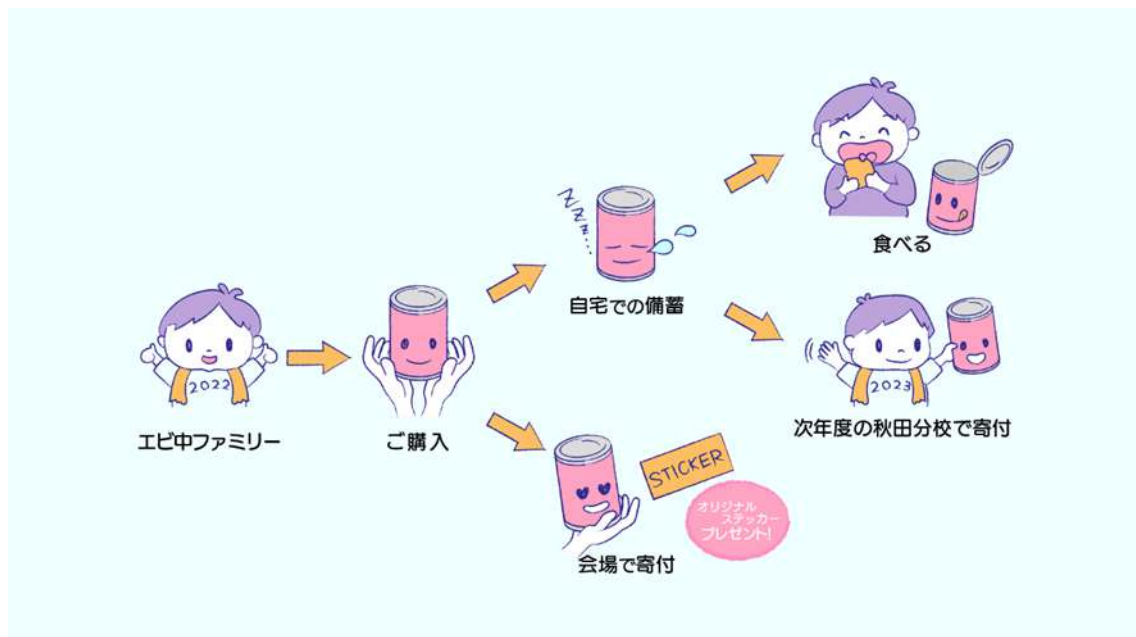 2022
エビ中ファミリー
ご購入
Zzz...
自宅での備蓄
食べる
2023
次年度の秋田分校で寄付
STICKER
オリジナル
ステッカー
プレゼント!
会場で寄付